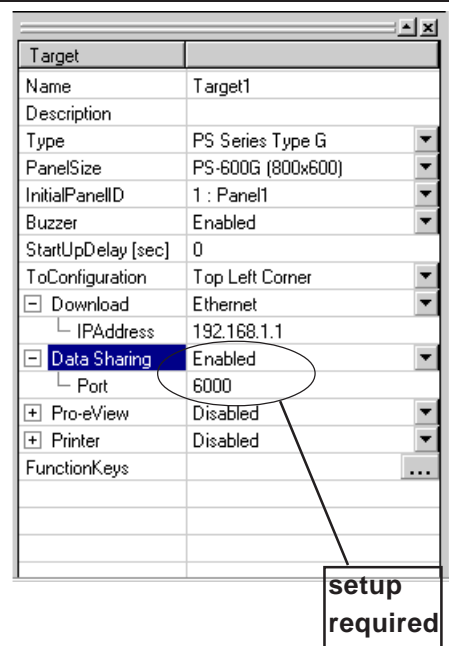 Target
Name Target1
Description
Type PS Series Type G
PanelSize PS-600G (800x600)
InitialPanelID 1 : Panel1
Buzzer Enabled
StartUpDelay [sec] 0
ToConfiguration Top Left Corner
Download Ethernet
IPAddress 192.168.1.1
Data Sharing Enabled
Port 6000
Pro-eView Disabled
Printer Disabled
FunctionKeys ...
setup
required